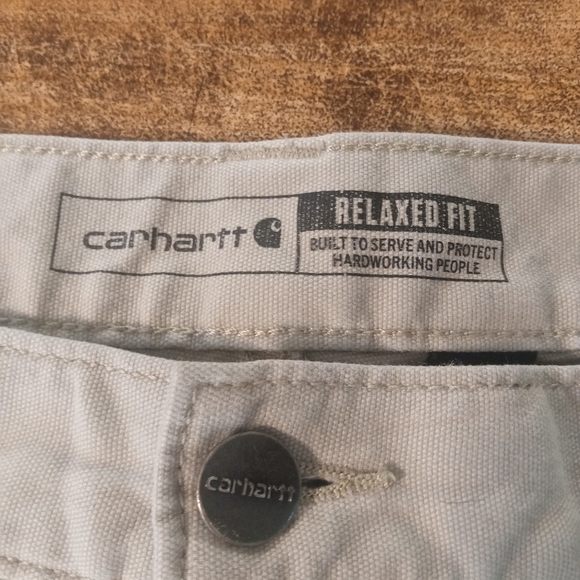 carhartt
RELAXED FIT
BUILT TO SERVE AND PROTECT
HARDWORKING PEOPLE
carhartt